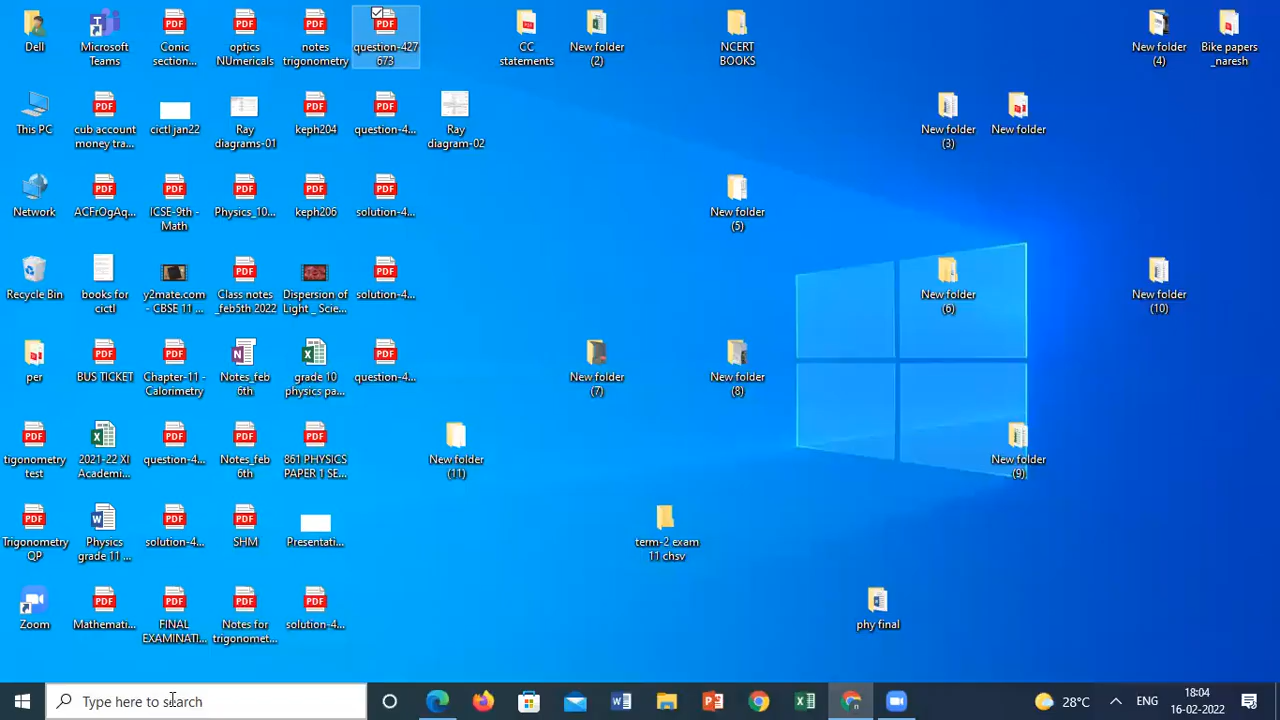 Dell
Microsoft
Teams
Conic
section...
optics
NUmericals
notes
trigonometry
question-427
673
CC
statements
New folder
(2)
NCERT
BOOKS
New folder
(4)
Bike papers
_naresh
This PC
cub account
money tra...
cictl jan22
Ray
diagrams-01
keph204
question-4...
Ray
diagram-02
New folder
(3)
New folder
Network
ACFrOgAq...
ICSE-9th -
Math
Physics_10...
keph206
solution-4...
New folder
(5)
Recycle Bin
books for
cictl
y2mate.com
- CBSE 11 ...
Class notes
_feb5th 2022
Dispersion of
Light _ Scie...
solution-4...
New folder
(6)
New folder
(10)
per
BUS TICKET
Chapter-11 -
Calorimetry
Notes_feb
6th
grade 10
physics pa...
question-4...
New folder
(7)
New folder
(8)
trigonometry
test
2021-22 XI
Academi...
question-4...
Notes_feb
6th
861 PHYSICS
PAPER 1 SE...
New folder
(11)
New folder
(9)
Trigonometry
QP
Physics
grade 11 ...
solution-4...
SHM
Presentati...
term-2 exam
11 chsv
Zoom
Mathemati...
FINAL
EXAMINATI...
Notes for
trigonomet...
solution-4...
phy final
Type here to search
28°C
ENG
18:04
16-02-2022